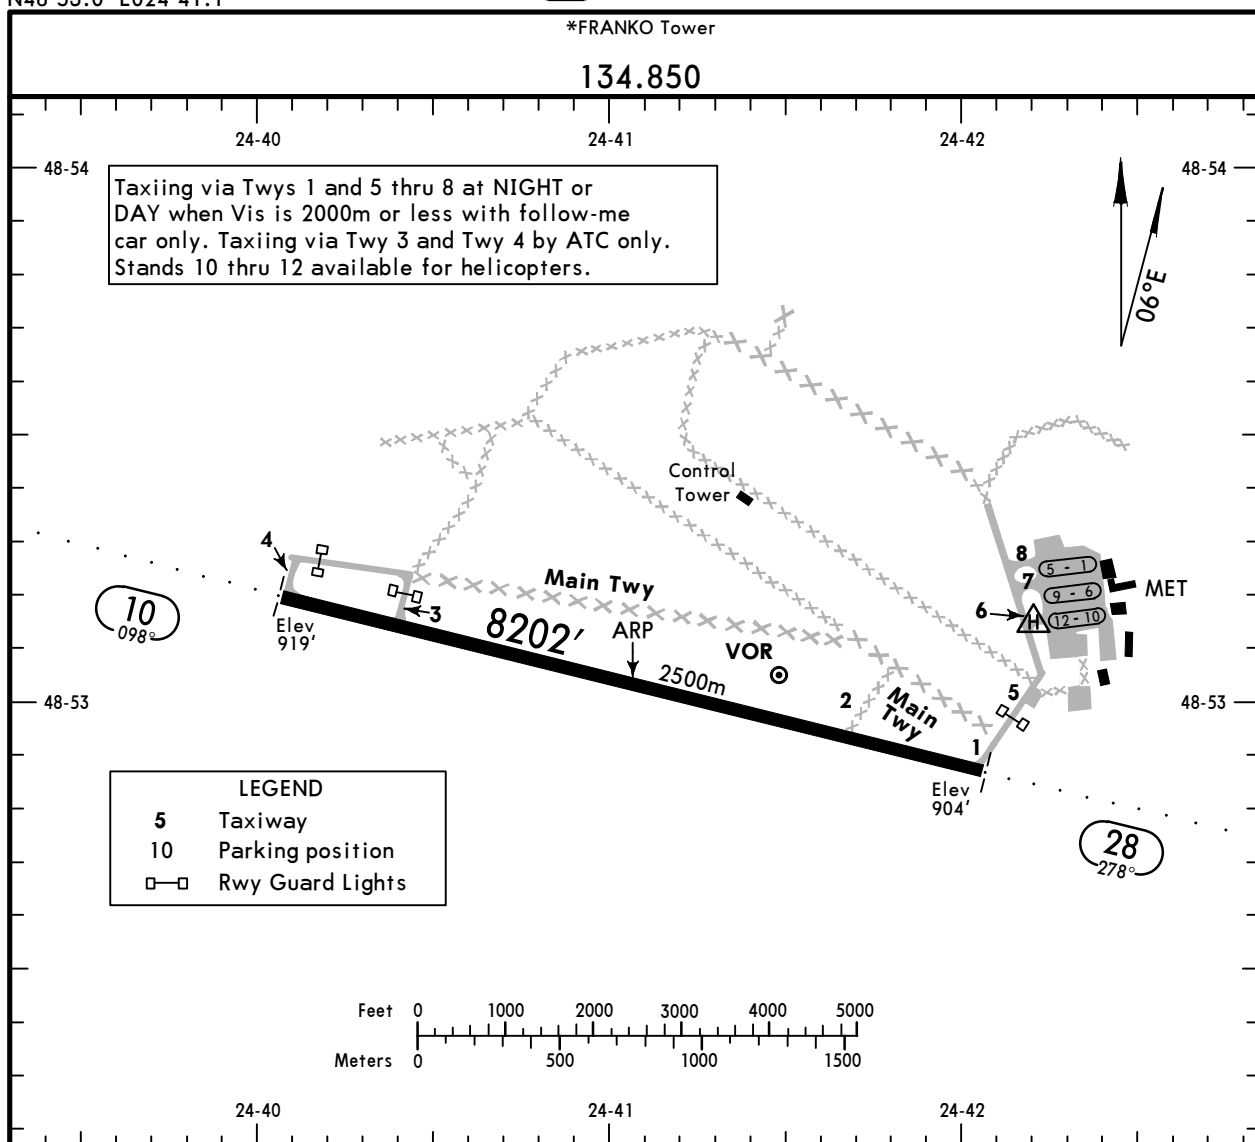 *FRANKO Tower
134.850
24-40 24-41 24-42
48-54 48-54
Taxiing via Twys 1 and 5 thru 8 at NIGHT or
DAY when Vis is 2000m or less with follow-me
car only. Taxiing via Twy 3 and Twy 4 by ATC only.
Stands 10 thru 12 available for helicopters.
06°E
Control
Tower
4
8
5 - 1
7
9 - 6
MET
6
H
12-10
Main Twy
10
098°
Elev
919'
3
8202'
ARP
VOR
2500m
48-53
2
Main
Twy
5
48-53
1
Elev
904'
28
278°
LEGEND
5 Taxiway
10 Parking position
Rwy Guard Lights
Feet 0 1000 2000 3000 4000 5000
Meters 0 500 1000 1500
24-40 24-41 24-42